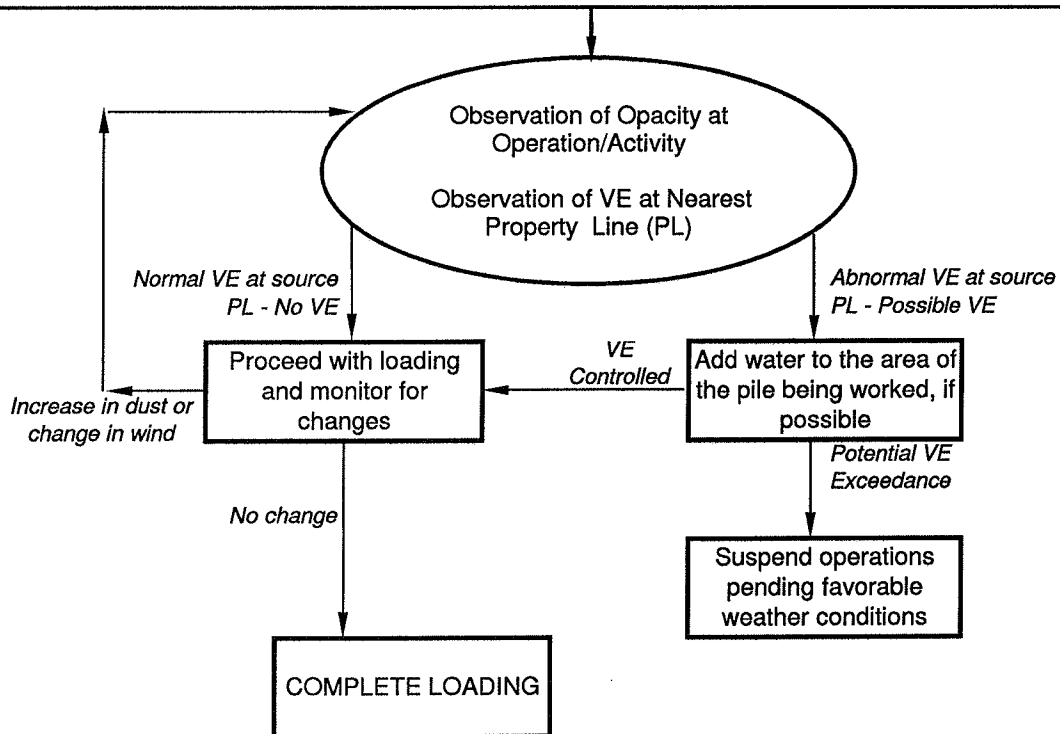 Observation of Opacity at
Operation/Activity
Observation of VE at Nearest
Property Line (PL)
Normal VE at source
PL - No VE
Abnormal VE at source
PL - Possible VE
Proceed with loading
and monitor for
changes
VE
Controlled
Add water to the area of
the pile being worked, if
possible
Increase in dust or
change in wind
Potential VE
Exceedance
No change
Suspend operations
pending favorable
weather conditions
COMPLETE LOADING